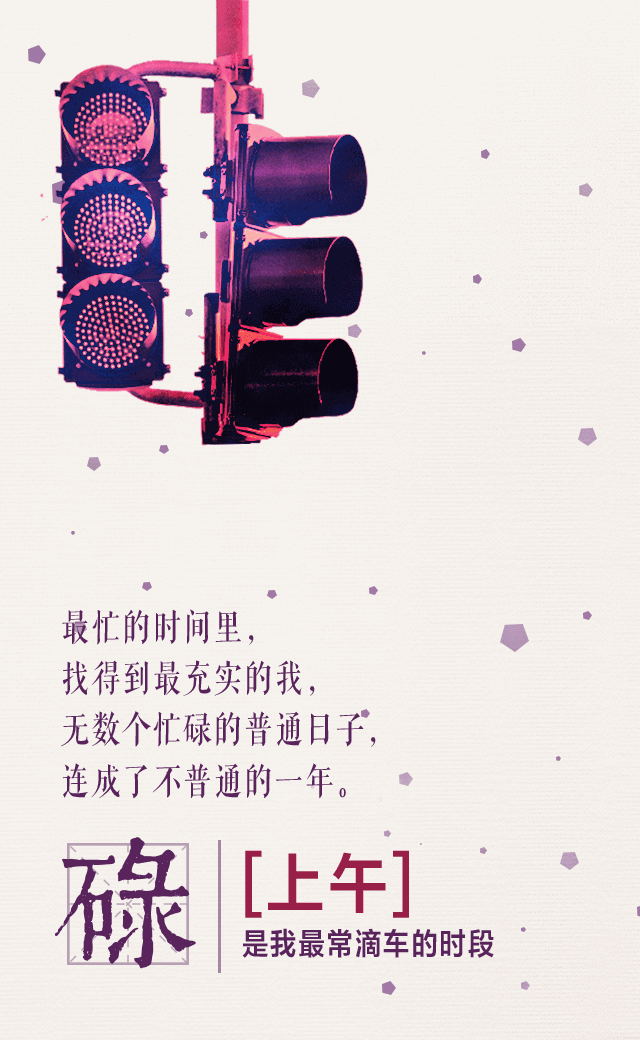 最忙的时间里，
找得到最充实的我，
无数个忙碌的普通日子，
连成了不普通的一年。
碌
[上午]
是我最常滴车的时段